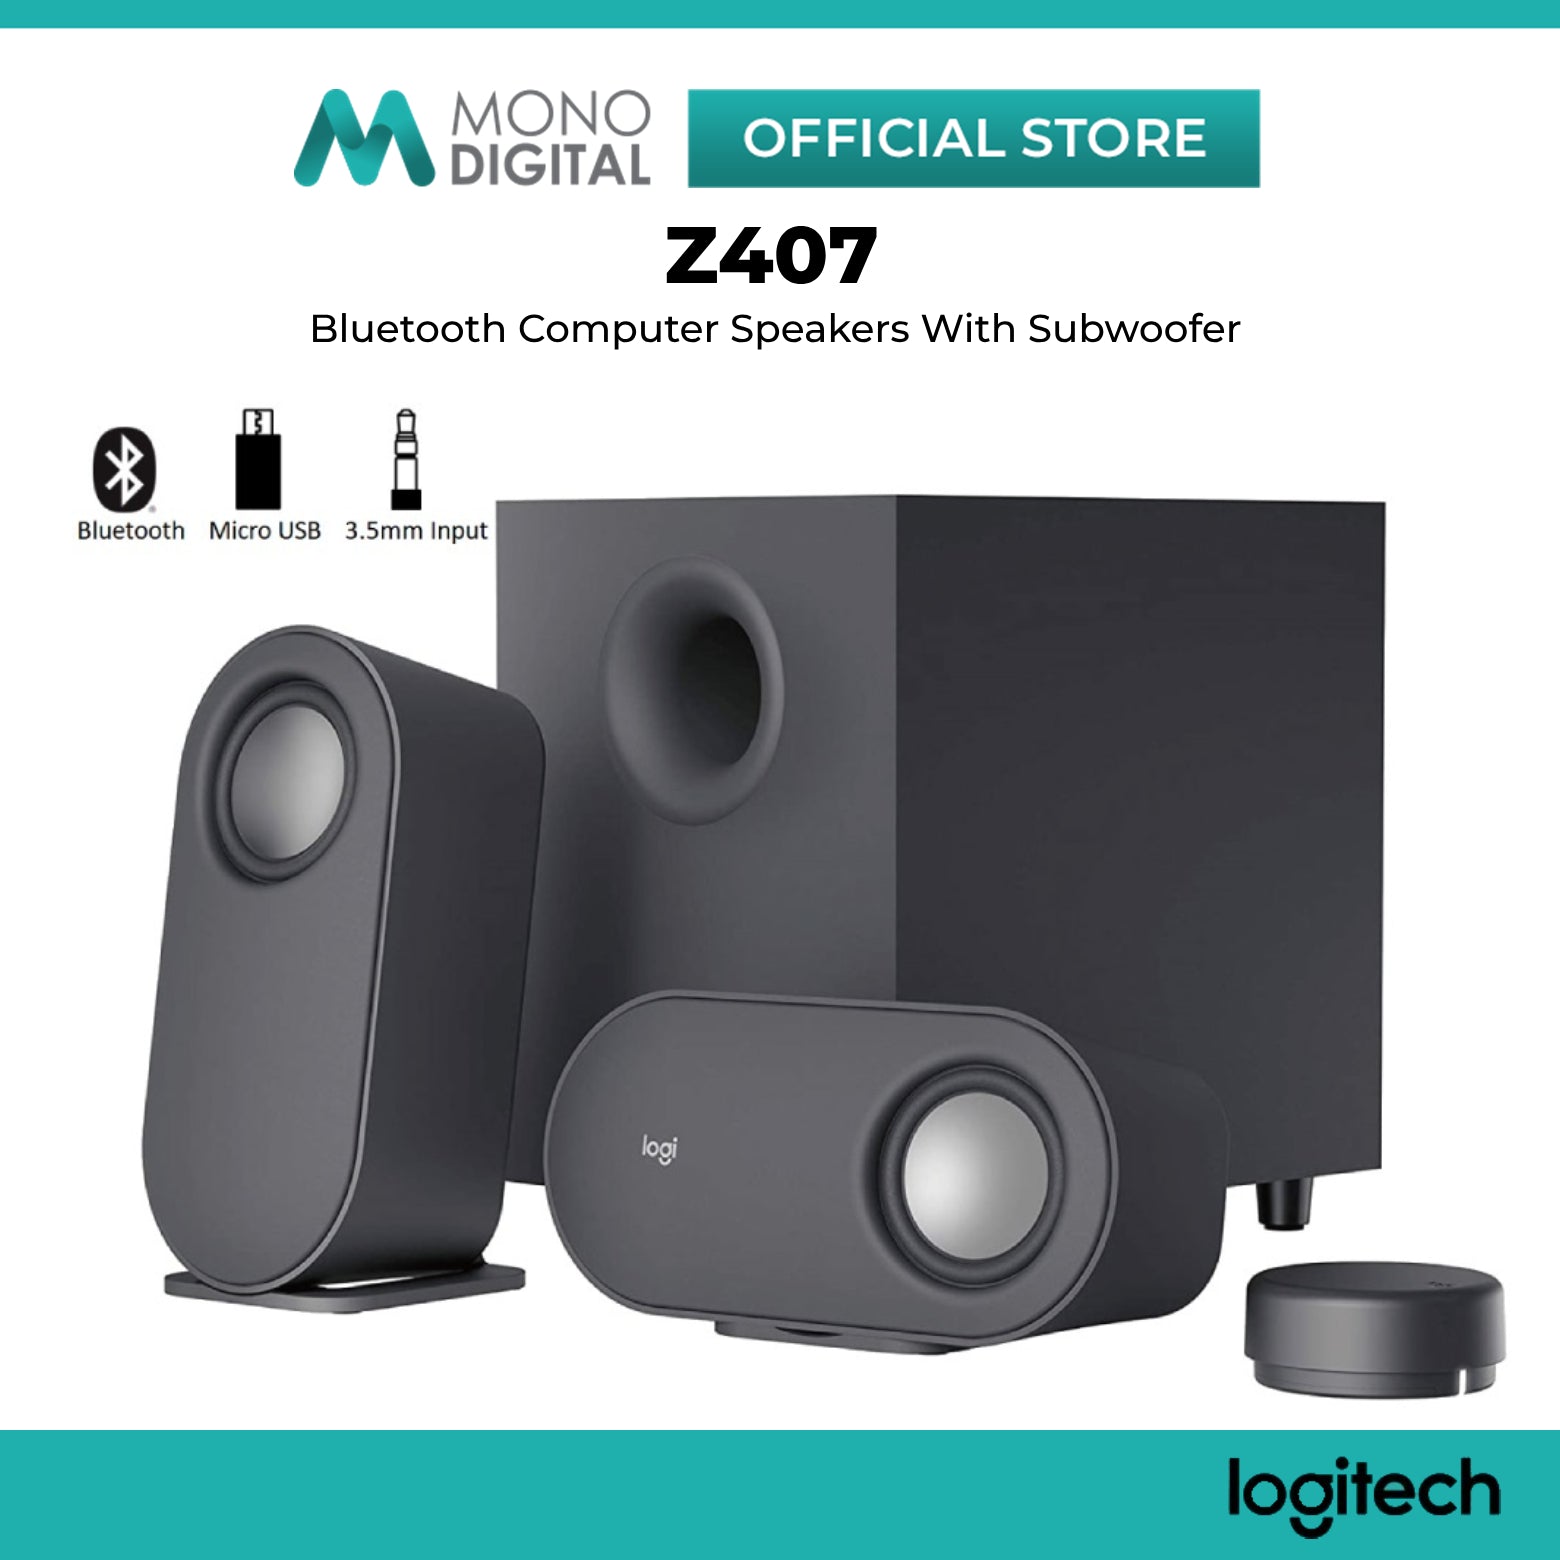 MONO
DIGITAL
OFFICIAL STORE
Z407
Bluetooth Computer Speakers With Subwoofer
Bluetooth
Micro USB
3.5mm Input
logi
logitech